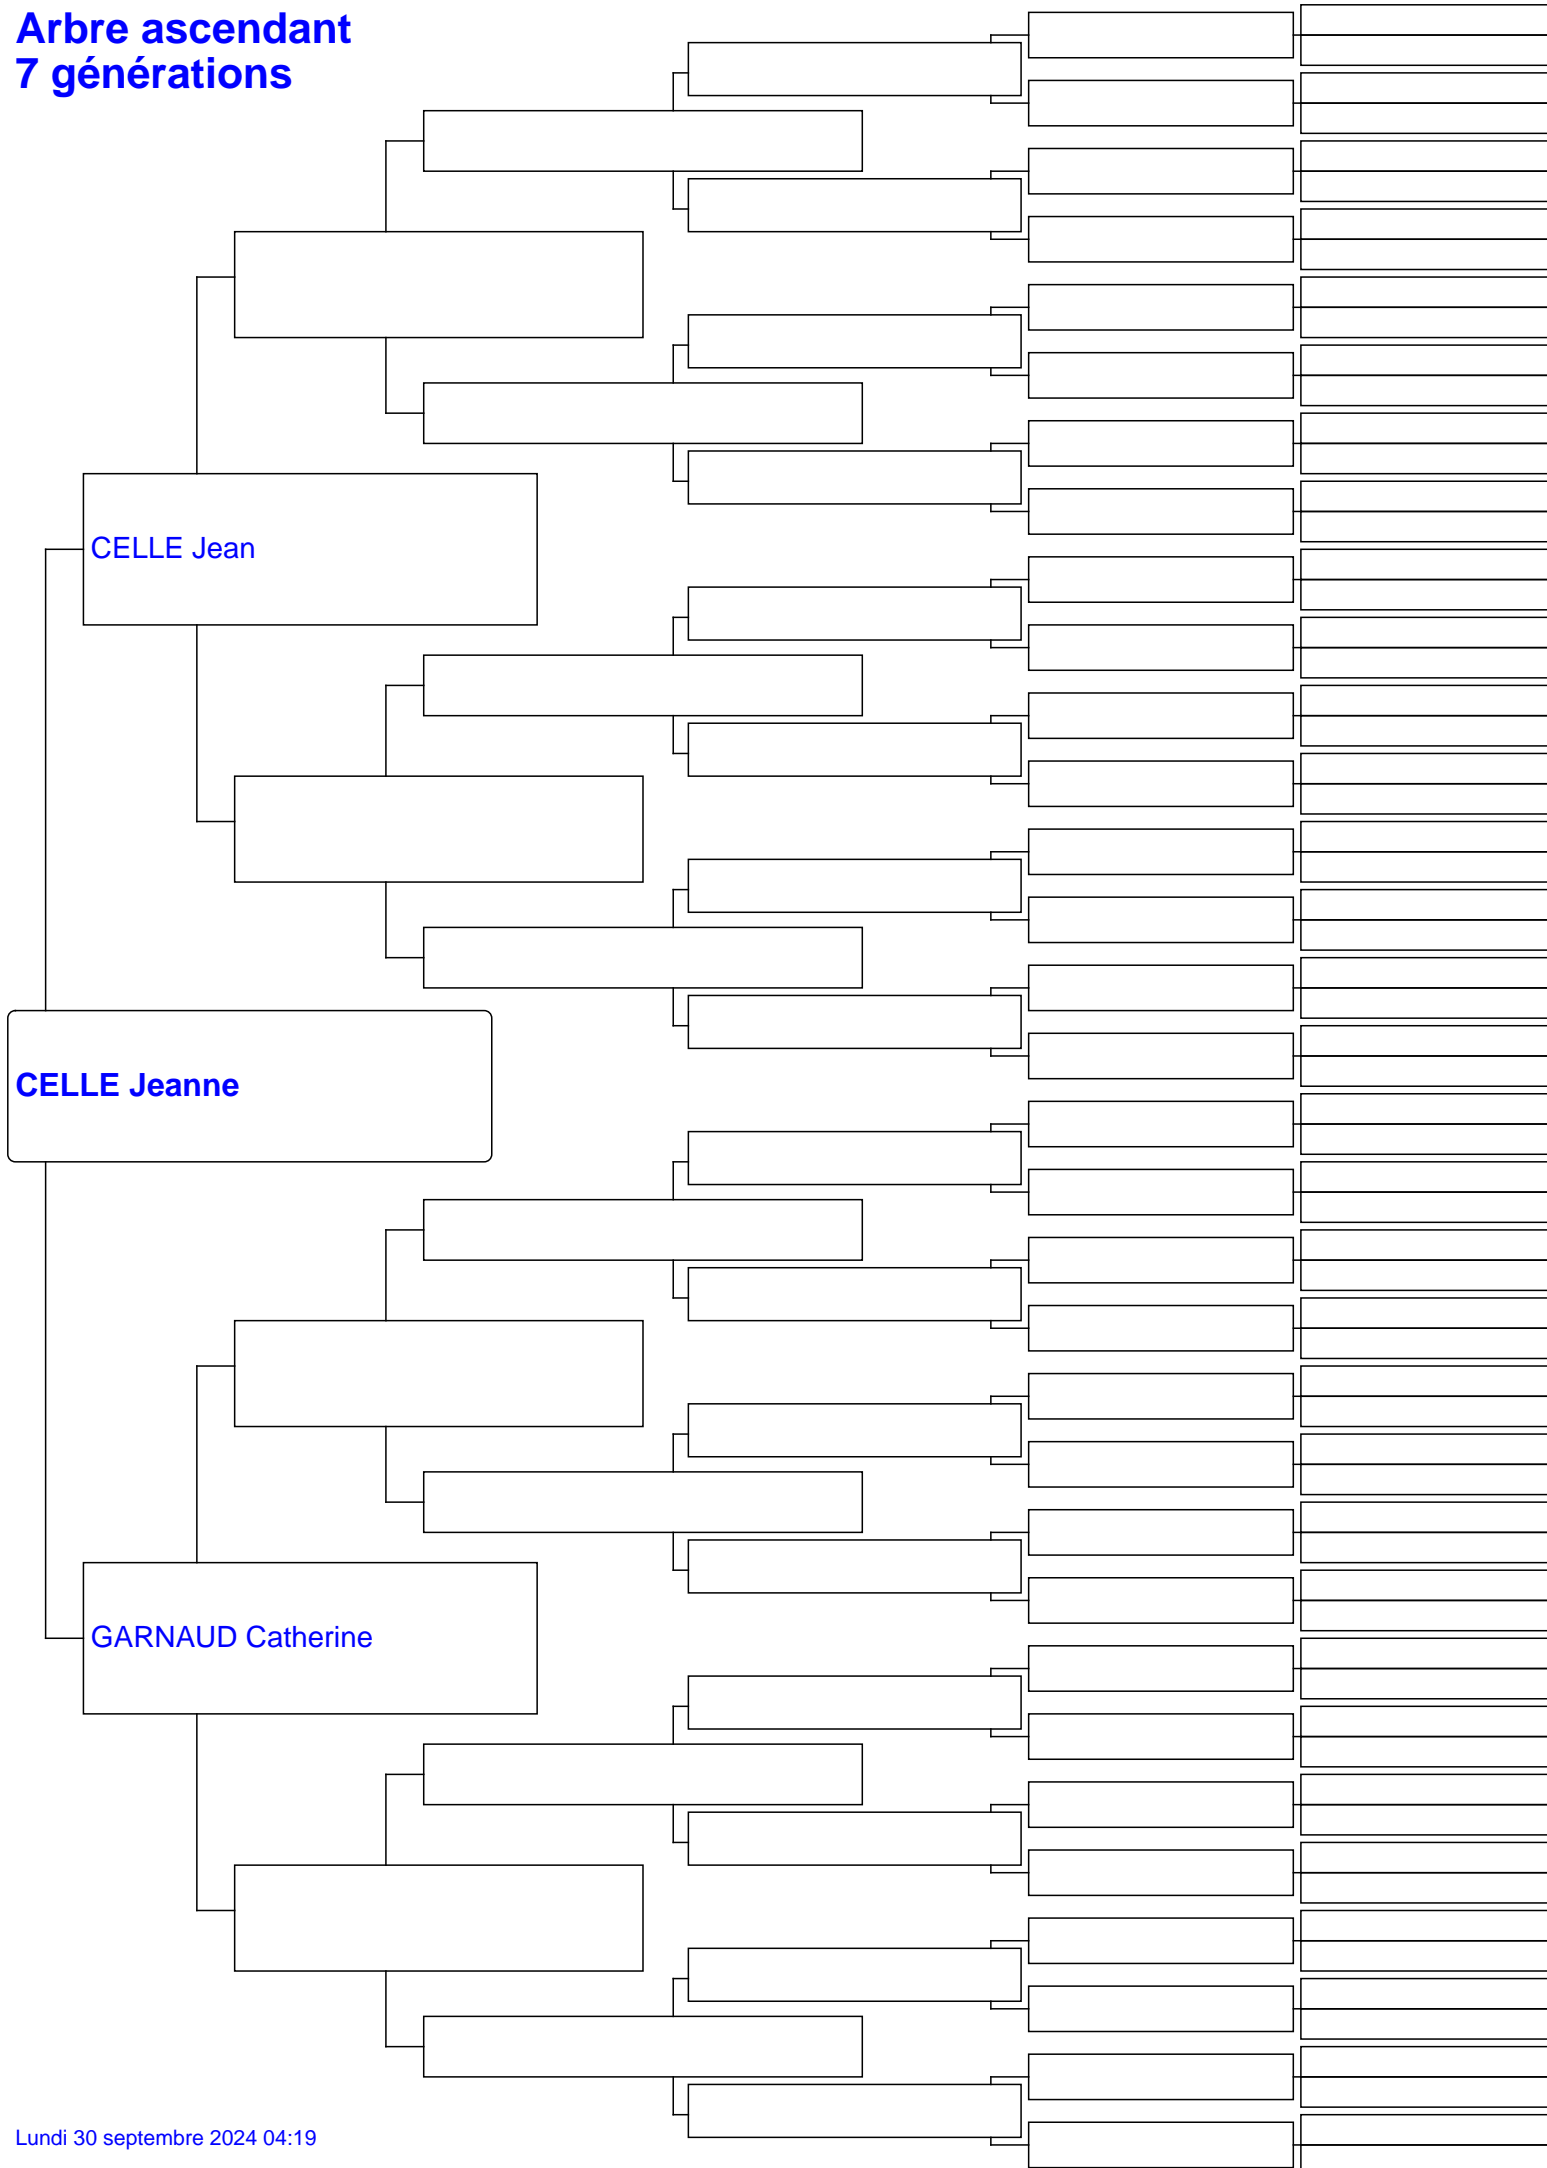 Arbre ascendant
7 générations
CELLE Jean
CELLE Jeanne
GARNAUD Catherine
Lundi 30 septembre 2024 04:19